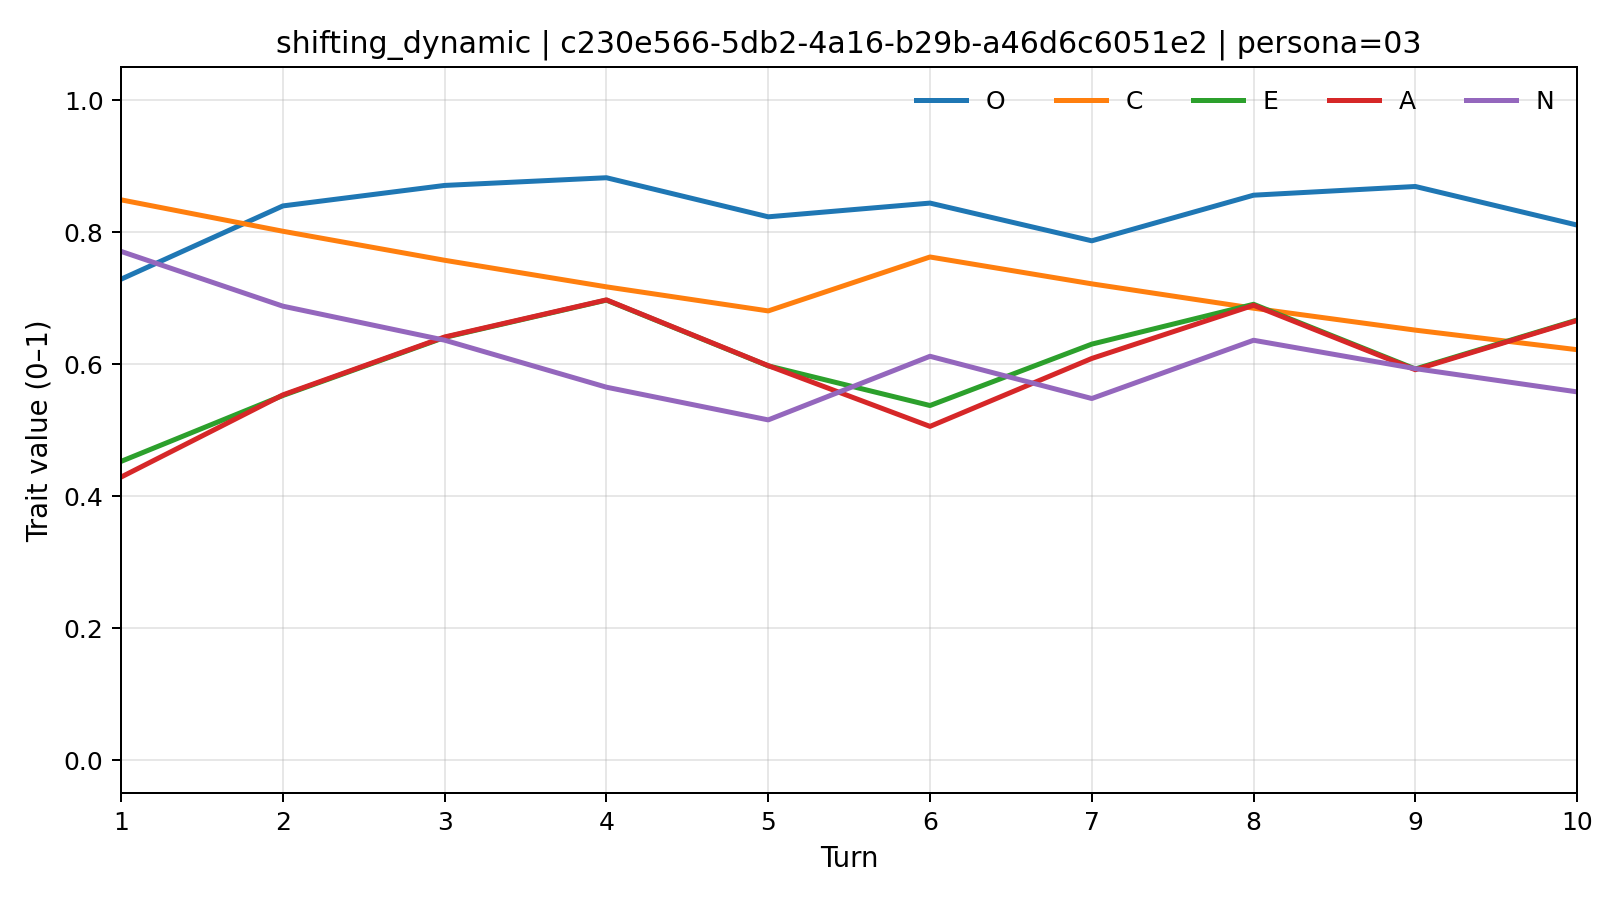 shifting_dynamic | c230e566-5db2-4a16-b29b-a46d6c6051e2 | persona=03
O C E A N
1.0
0.8
0.6
0.4
0.2
0.0
Trait value (0–1)
1 2 3 4 5 6 7 8 9 10
Turn